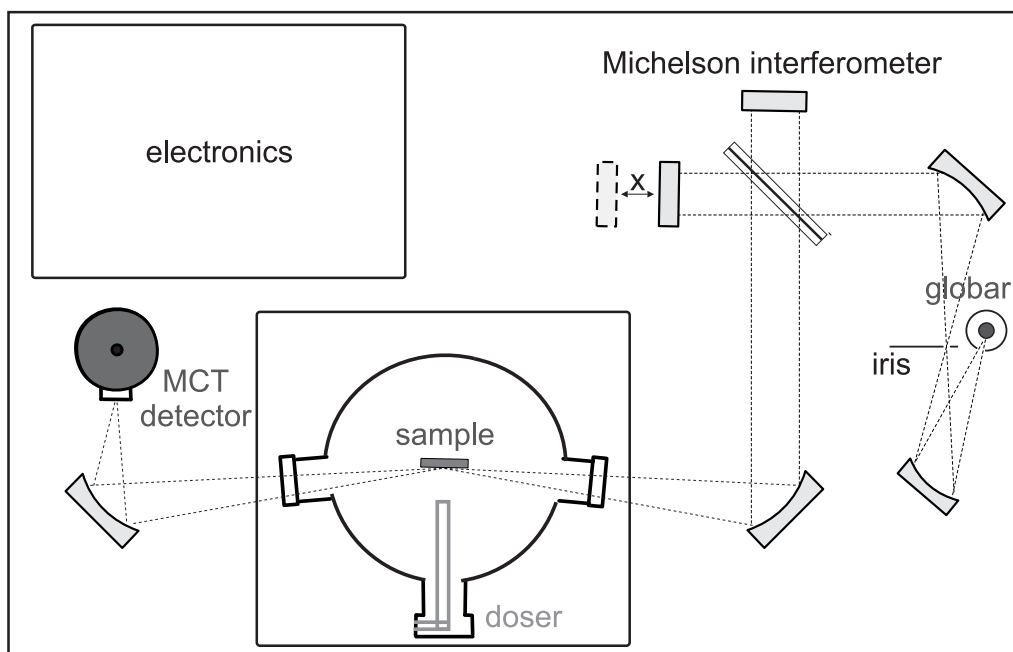 Michelson interferometer
electronics
x
globar
iris
MCT
detector
sample
doser